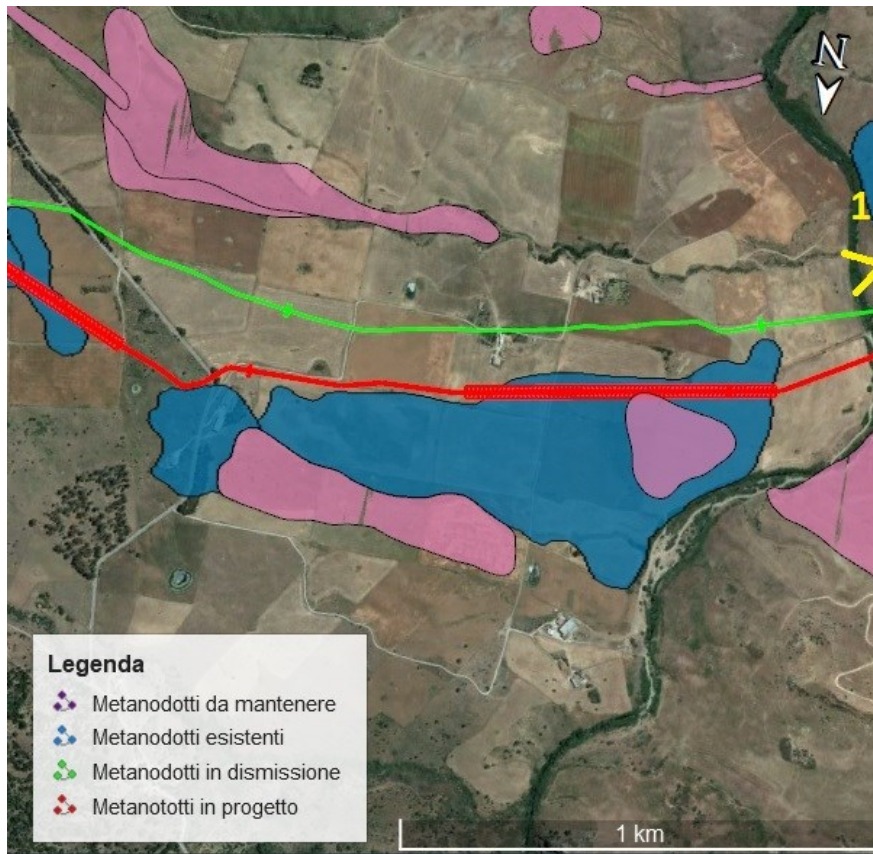 N
1
Legenda
Metanodotti da mantenere
Metanodotti esistenti
Metanodotti in dismissione
Metanototti in progetto
1 km